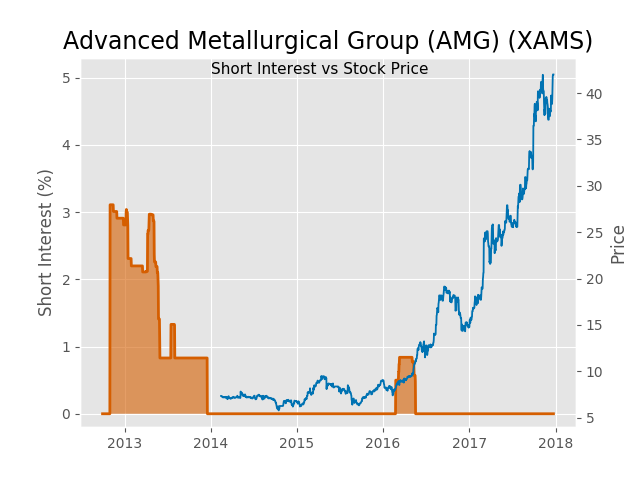 Advanced Metallurgical Group (AMG) (XAMS)
Short Interest vs Stock Price
Short Interest (%)
5
4
3
2
1
0
40
35
30
25
20
15
10
5
Price
2013 2014 2015 2016 2017 2018